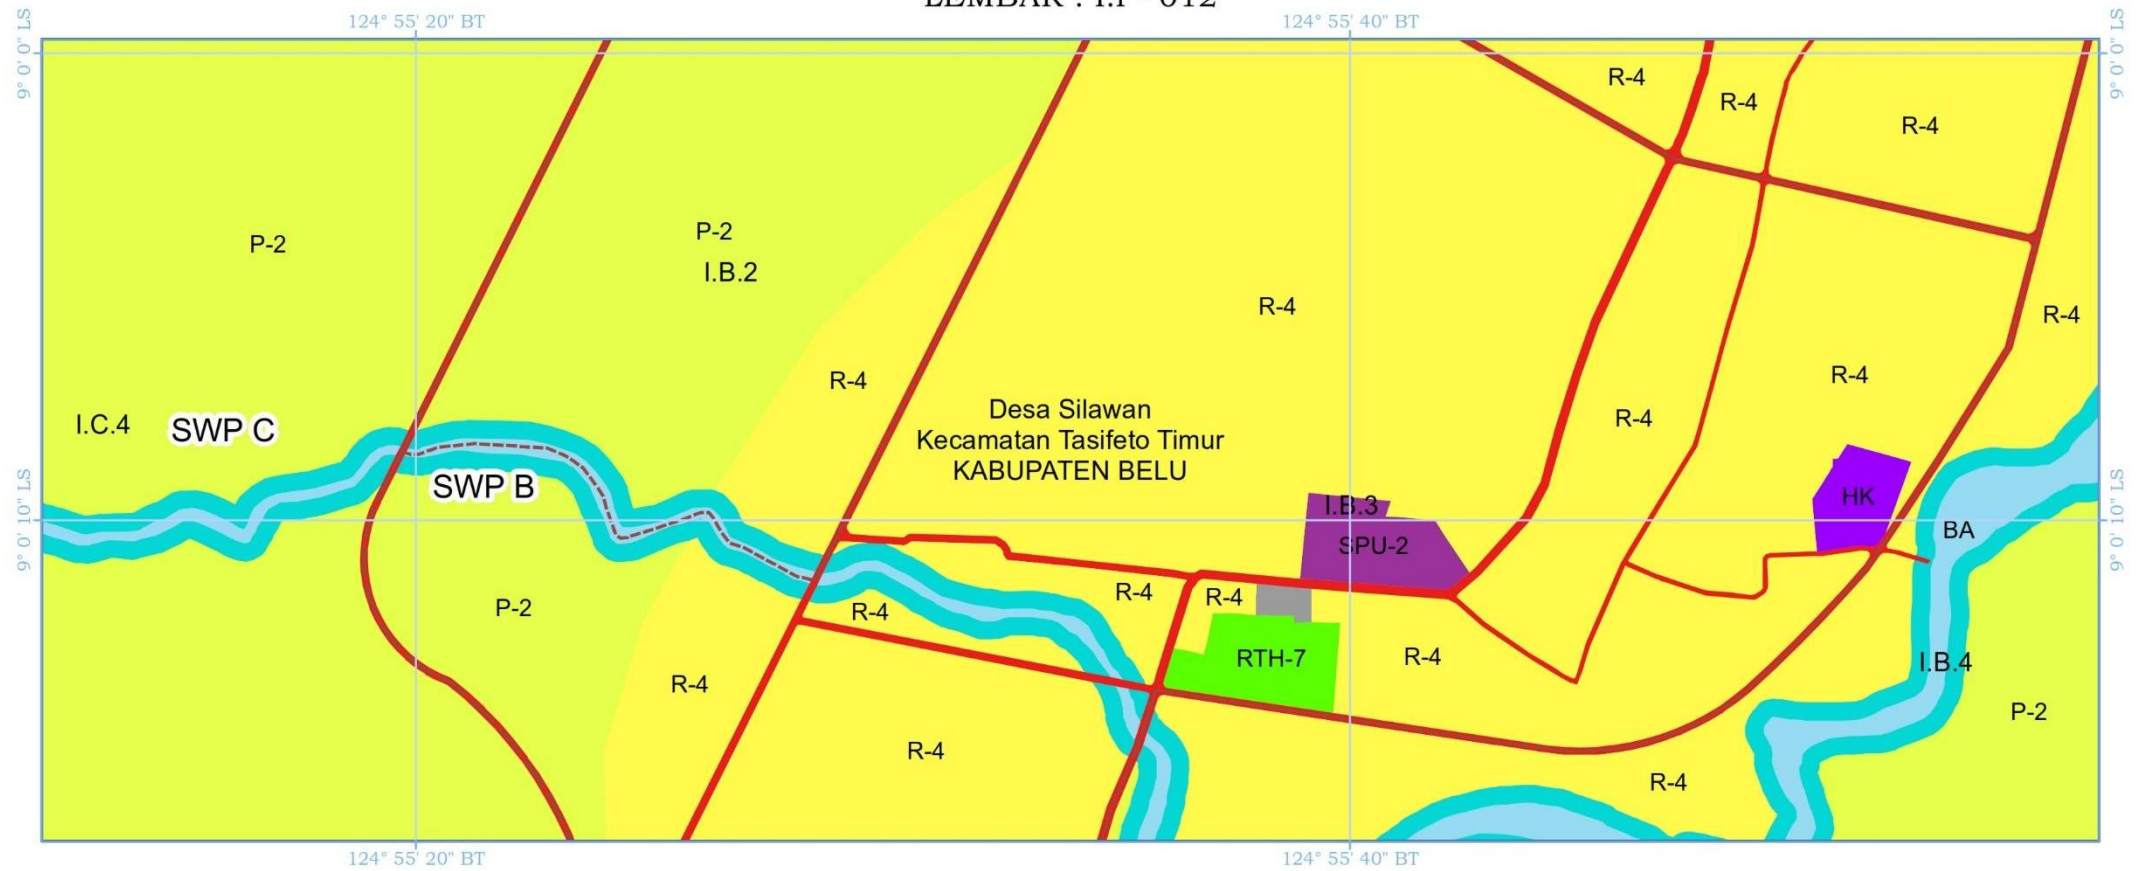 LEMBAR : I.I - 012
124° 55' 20" BT
124° 55' 40" BT
9° 0' 0" LS
9° 0' 0" LS
R-4
R-4
R-4
P-2
P-2
I.B.2
R-4
R-4
R-4
R-4
R-4
I.C.4
SWP C
Desa Silawan
Kecamatan Tasifeto Timur
KABUPATEN BELU
SWP B
9° 0' 10" LS
9° 0' 10" LS
I.B.3
SPU-2
HK
BA
P-2
R-4
R-4
R-4
RTH-7
R-4
I.B.4
R-4
P-2
R-4
R-4
124° 55' 20" BT
124° 55' 40" BT